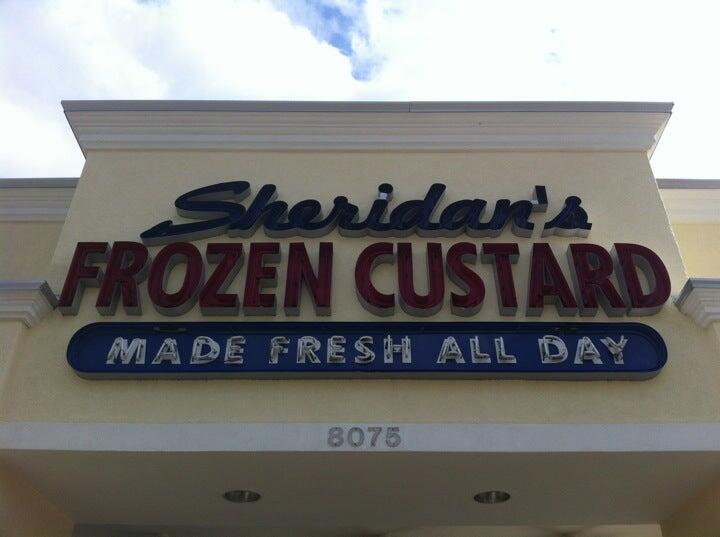 Sheridan's
FROZEN CUSTARD
MADE FRESH ALL DAY
8075